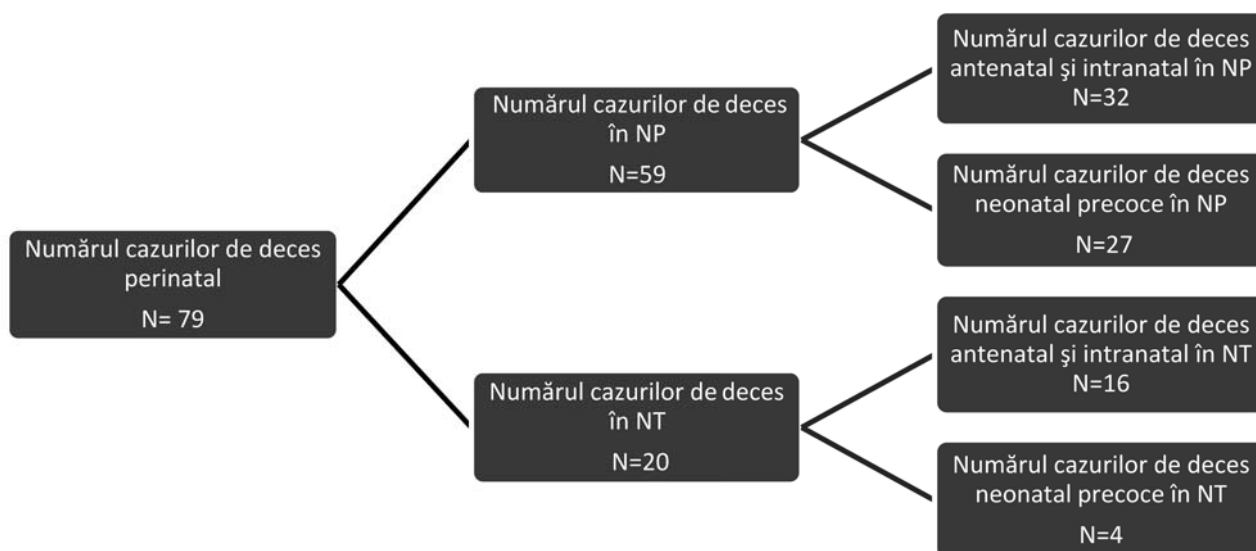 Numărul cazurilor de deces
perinatal
N= 79
Numărul cazurilor de deces
în NP
N=59
Numărul cazurilor de deces
în NT
N=20
Numărul cazurilor de deces
antenatal şi intranatal în NP
N=32
Numărul cazurilor de deces
neonatal precoce în NP
N=27
Numărul cazurilor de deces
antenatal şi intranatal în NT
N=16
Numărul cazurilor de deces
neonatal precoce în NT
N=4